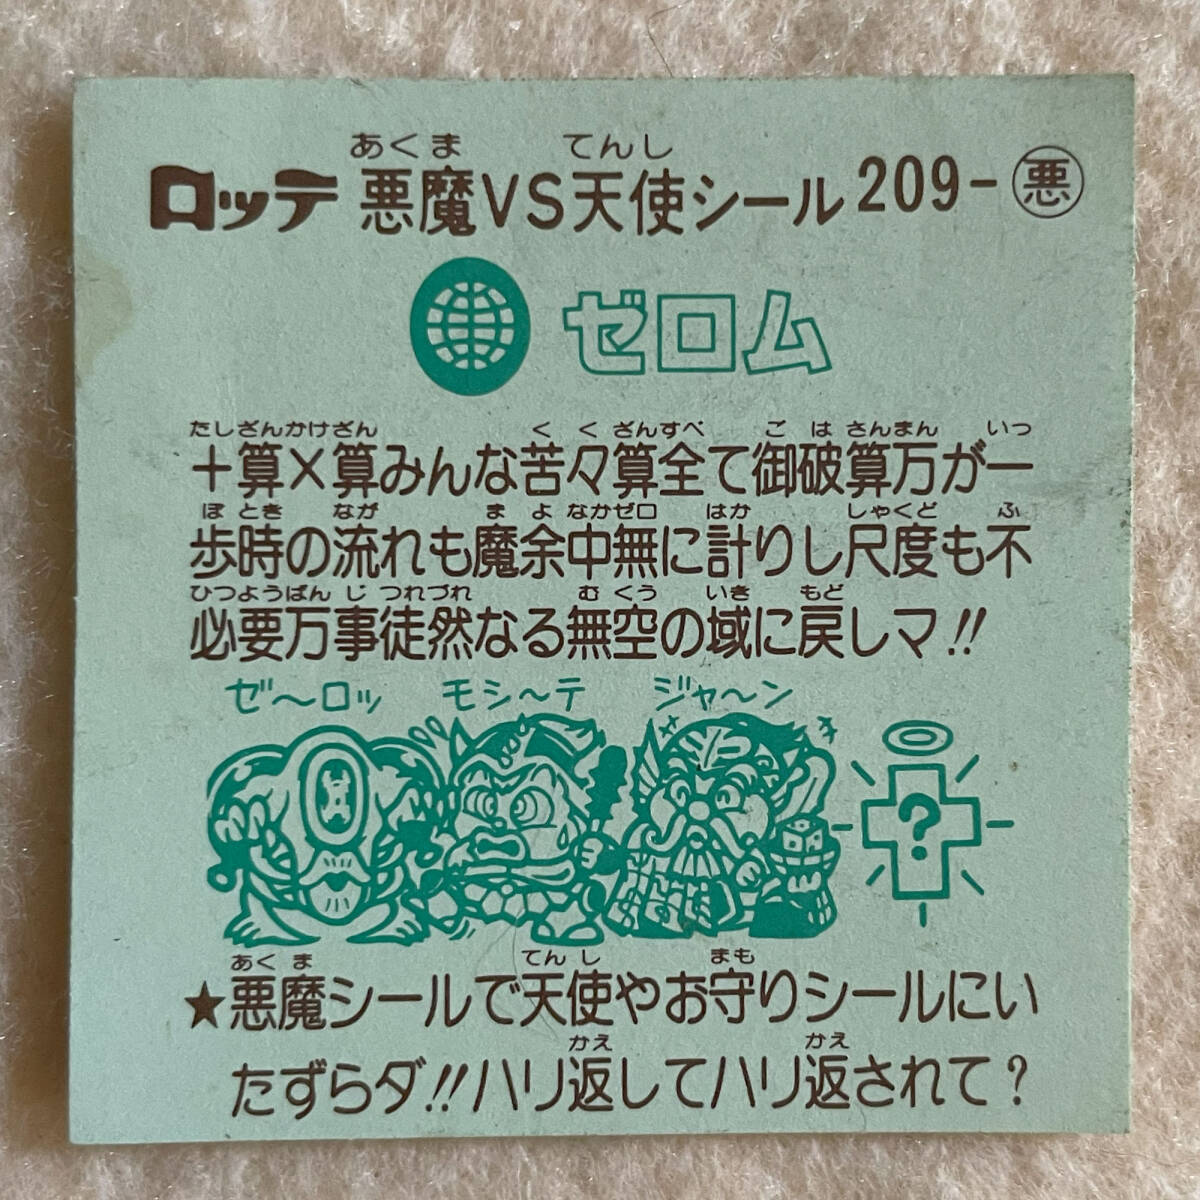 あくま てんし
ロッテ 悪魔VS天使シール209-悪
ゼロム
たしざんかけざん くくざんすべ ごはさんまん いっ
＋算×算みんな苦々算全て御破算万が一
ぽとき なが まよなかゼロ はか しゃくど ふ
歩時の流れも魔余中無に計りし尺度も不
ひつようばんじつれづれ むくう いき もど
必要万事徒然なる無空の域に戻しマ!!
ゼ〜ロッ モシ〜テ ジャ〜ン
?
あくま てんし まも
★悪魔シールで天使やお守りシールにい
かえ かえ
たずらダ!!ハリ返してハリ返されて?